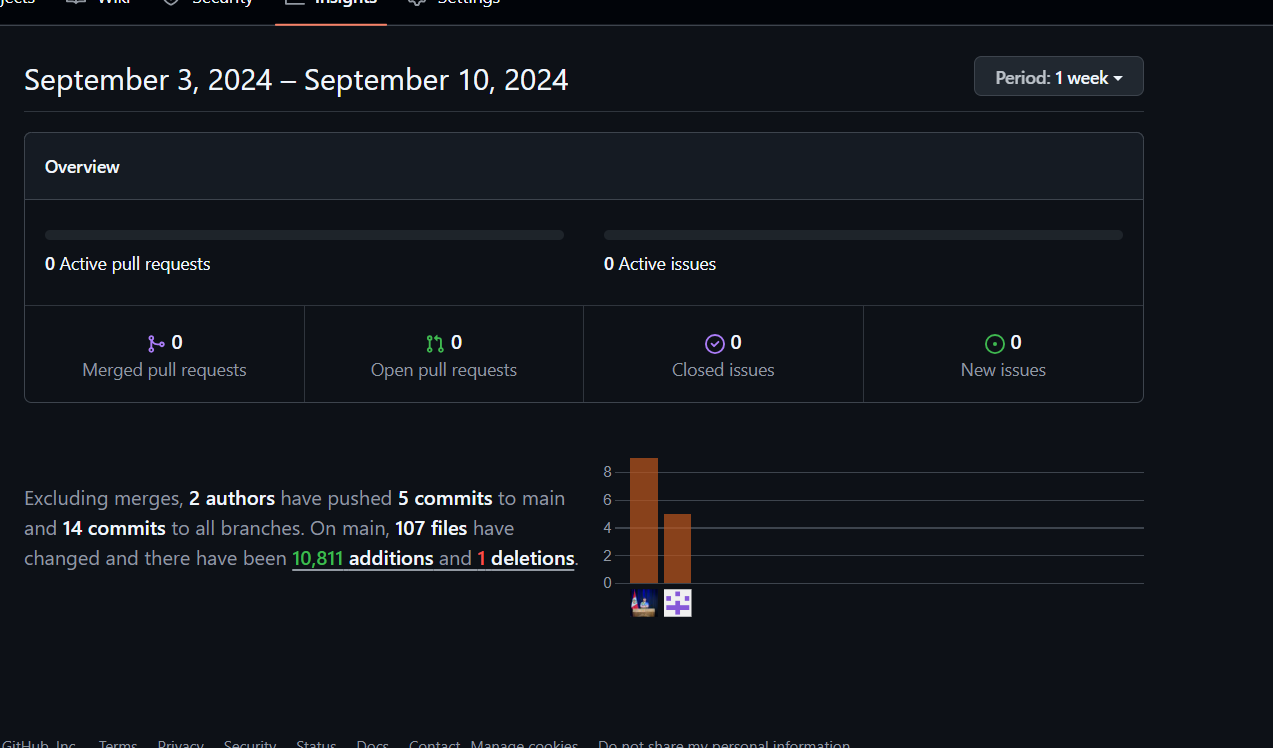 Wiki Security Insights Settings
September 3, 2024 – September 10, 2024
Period: 1 week
Overview
0 Active pull requests
0 Active issues
0
Merged pull requests
0
Open pull requests
0
Closed issues
0
New issues
Excluding merges, 2 authors have pushed 5 commits to main
and 14 commits to all branches. On main, 107 files have
changed and there have been 10,811 additions and 1 deletions.
8
6
4
2
0
GitHub, Inc. Terms Privacy Security Status Docs Contact Manage cookies Do not share my personal information